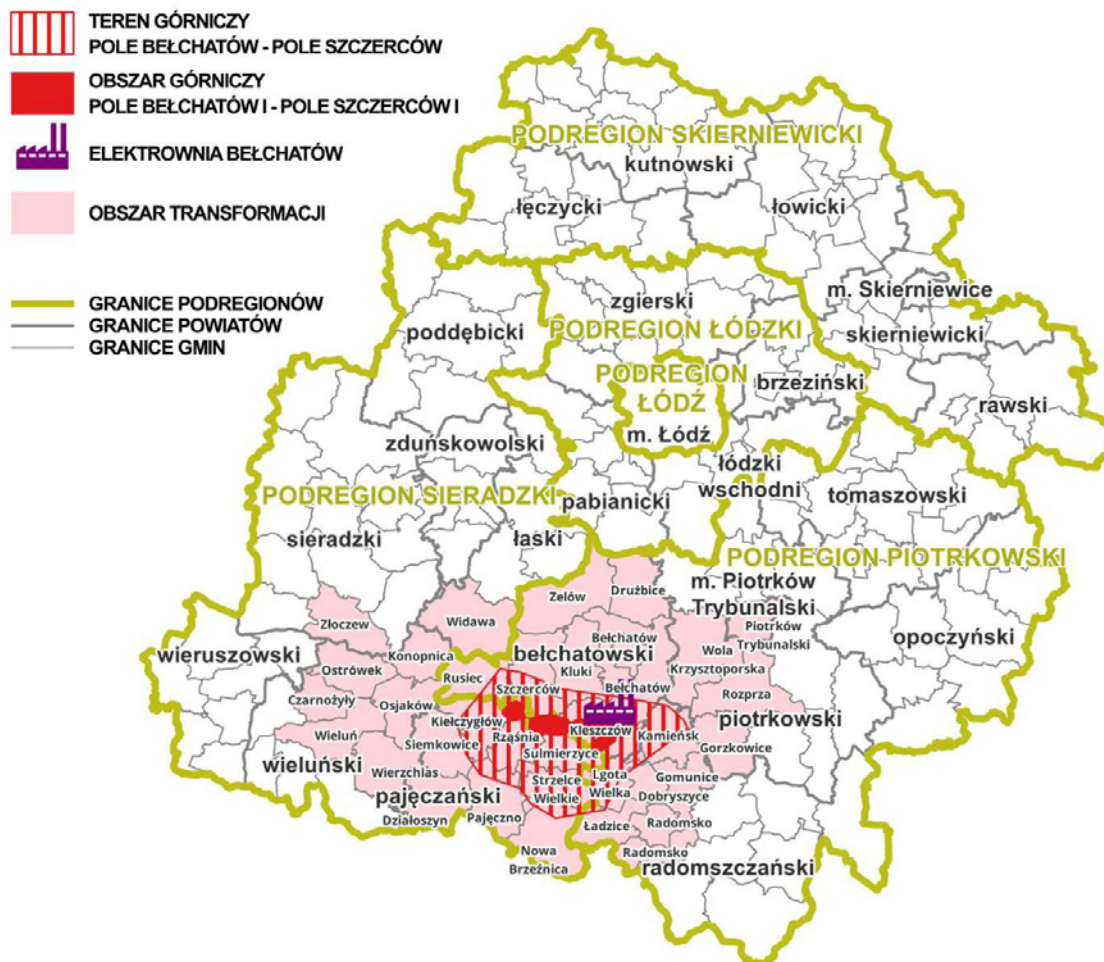 TEREN GÓRNICZY
POLE BEŁCHATÓW - POLE SZCZERCÓW
OBSZAR GÓRNICZY
POLE BEŁCHATÓW I - POLE SZCZERCÓW I
ELEKTROWNIA BEŁCHATÓW
OBSZAR TRANSFORMACJI
GRANICE PODREGIONÓW
GRANICE POWIATÓW
GRANICE GMIN
PODREGION SKIERNIEWICKI
kutnowski
łęczycki
łowicki
m. Skierniewice
zgierski
skierniewicki
poddębicki
PODREGION ŁÓDZKI
PODREGION
ŁÓDŹ
brzeziński
rawski
m. Łódź
zduńskowolski
łódzki
wschodni
PODREGION SIERADZKI
pabianicki
tomaszowski
sieradzki
łaski
PODREGION PIOTRKOWSKI
m. Piotrków
Trybunalski
Zelów
Drużbice
Złoczew
Widawa
Piotrków
Trybunalski
Bełchatów
opoczyński
wieruszowski
Konopnica
bełchatowski
Wola
Krzysztoporska
Ostrówek
Rusiec
Kluki
Szczerców
Bełchatów
Rozprza
Czarnożyły
Osjaków
Kiełczygłów
piotrkowski
Wieluń
Siemkowice
Rząśnia
Kleszczów
Kamieńsk
Sulmierzyce
Gorzkowice
wieluński
Wierzchlas
Strzelce
Wielkie
Lgota
Wielka
Gomunice
pajęczański
Dobryszyce
Działoszyn
Pajęczno
Ładzice
Radomsko
Nowa
Brzeźnica
Radomsko
radomszczański